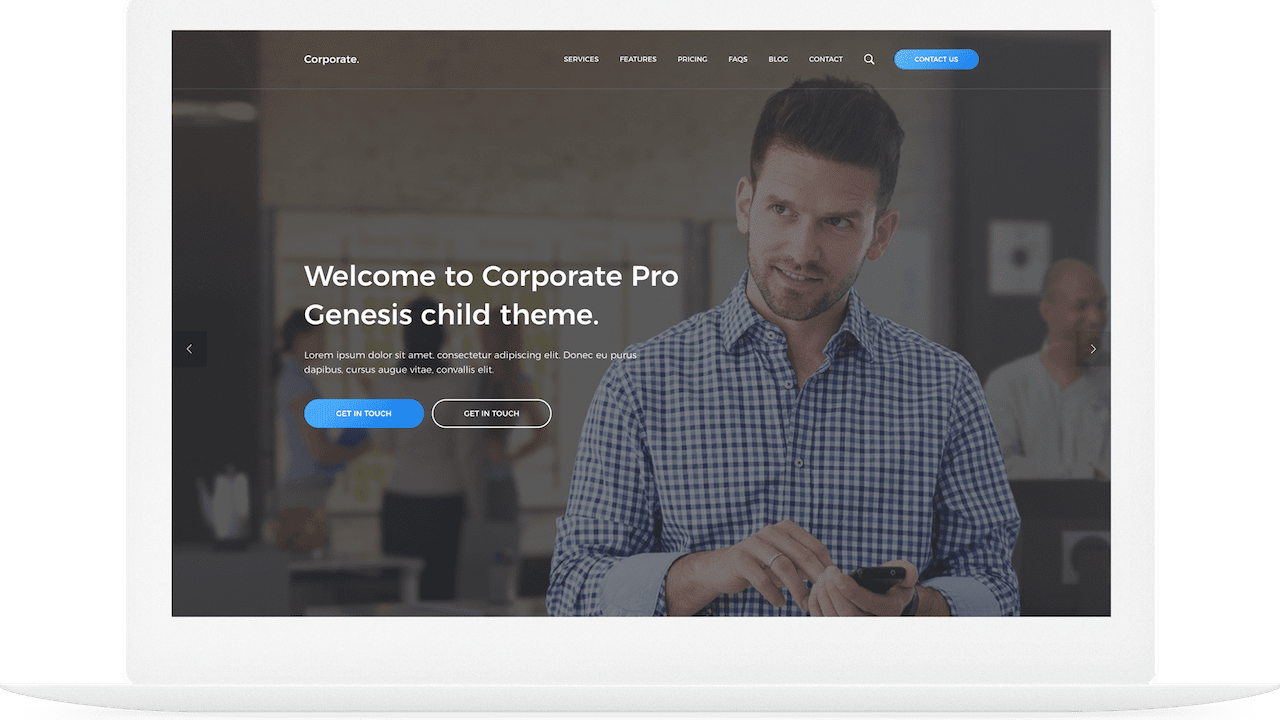 Corporate.
SERVICES FEATURES PRICING FAQS BLOG CONTACT CONTACT US
Welcome to Corporate Pro
Genesis child theme.
Lorem ipsum dolor sit amet, consectetur adipiscing elit. Donec eu purus
dapibus, cursus augue vitae, convallis elit.
GET IN TOUCH GET IN TOUCH